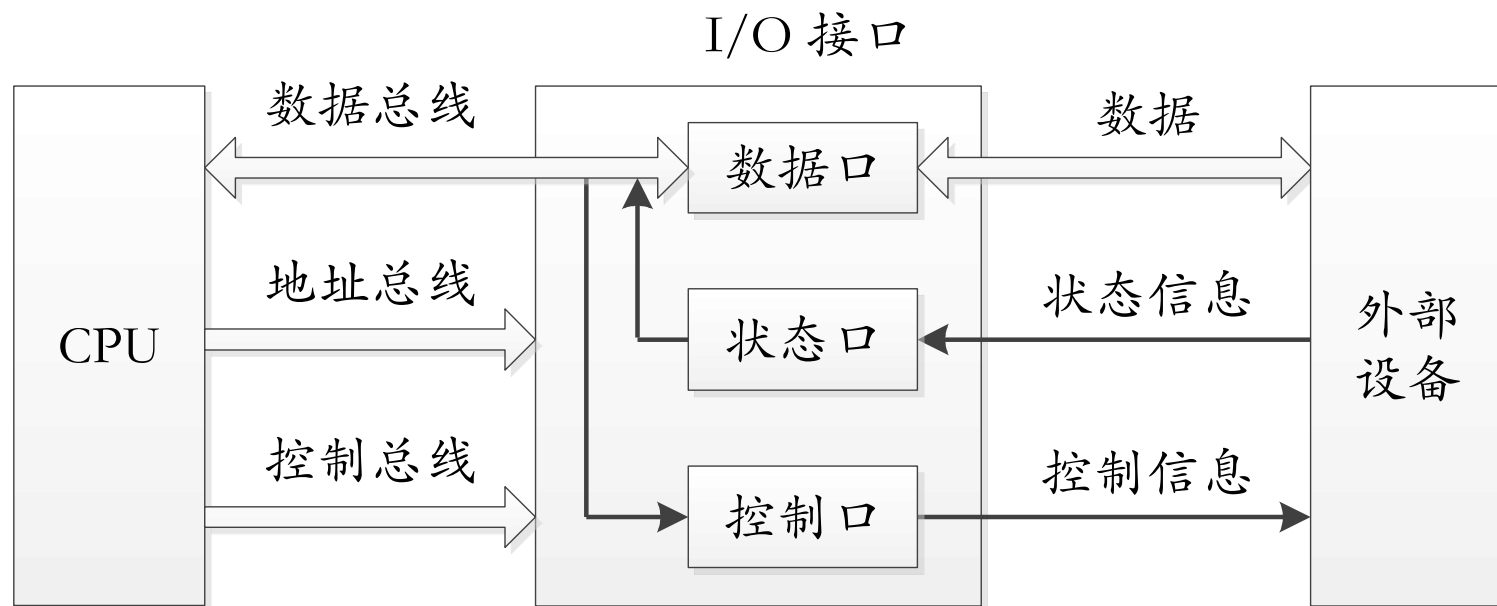 I/O 接口
数据总线
数据
数据口
地址总线
状态信息
CPU
状态口
外部
设备
控制总线
控制信息
控制口